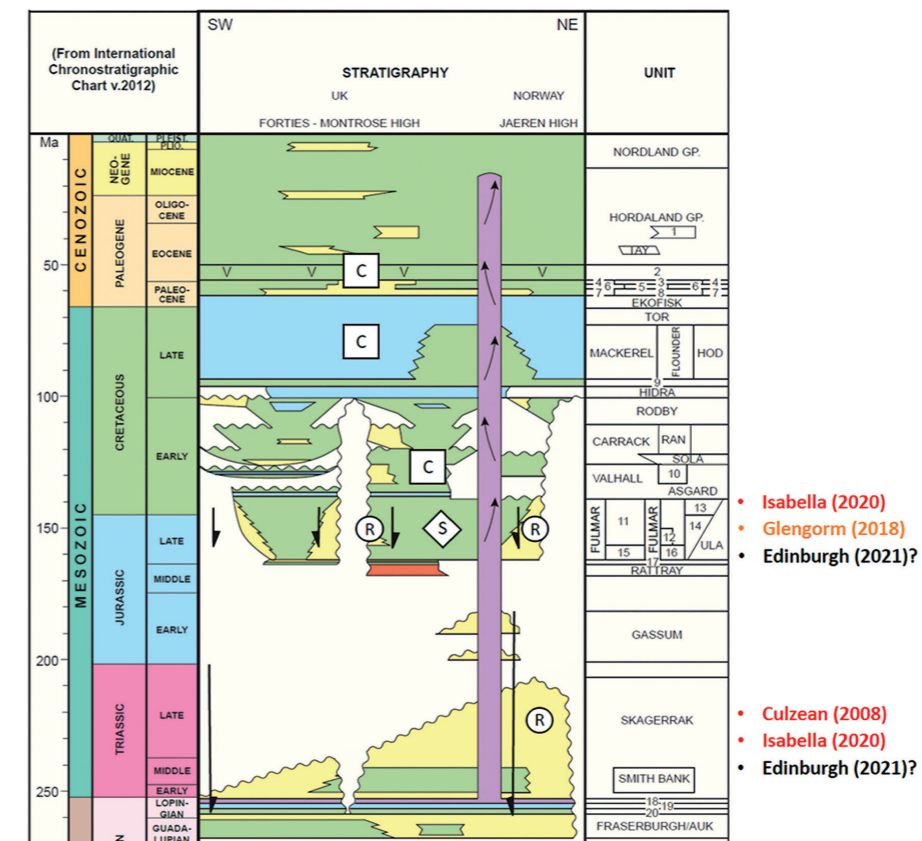 SW
NE
(From International
Chronostratigraphic
Chart v.2012)
STRATIGRAPHY
UNIT
UK
NORWAY
FORTIES - MONTROSE HIGH
JAEREN HIGH
Ma
QUAT.
PLEIST.
PLIO.
CENOZOIC
NEO-
GENE
MIOCENE
OLIGO-
CENE
PALEOGENE
EOCENE
PALEO-
CENE
50
MESOZOIC
CRETACEOUS
LATE
100
EARLY
150
JURASSIC
LATE
MIDDLE
EARLY
200
TRIASSIC
LATE
MIDDLE
EARLY
250
LOPIN-
GIAN
GUADA-
LUPIAN
N
V V V V
C
C
C
R
S
R
R
NORDLAND GP.
HORDALAND GP.
1
TAY
2
4 6 5 3 6 4
7 8 7
EKOFISK
TOR
MACKEREL
FLOUNDER
HOD
9
HIDRA
RODBY
CARRACK
RAN
SOLA
VALHALL
10
ASGARD
FULMAR
11
15
FULMAR
12
16
13
14
ULA
17
RATTRAY
GASSUM
SKAGERRAK
SMITH BANK
18
19
20
FRASERBURGH/AUK
• Isabella (2020)
• Glengorm (2018)
• Edinburgh (2021)?
• Culzean (2008)
• Isabella (2020)
• Edinburgh (2021)?